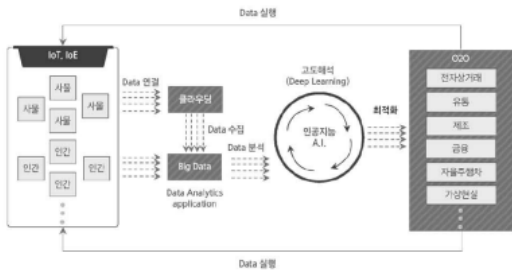 Data 실행
IoT, IoE
사물
사물
사물
사물
인간
인간
인간
인간
Data 연결
클라우딩
Data 수집
Big Data
Data Analytics
application
Data 분석
고도해석
(Deep Learning)
인공지능
A.I.
최적화
O2O
전자상거래
유통
제조
금융
자율주행차
가상현실
Data 실행